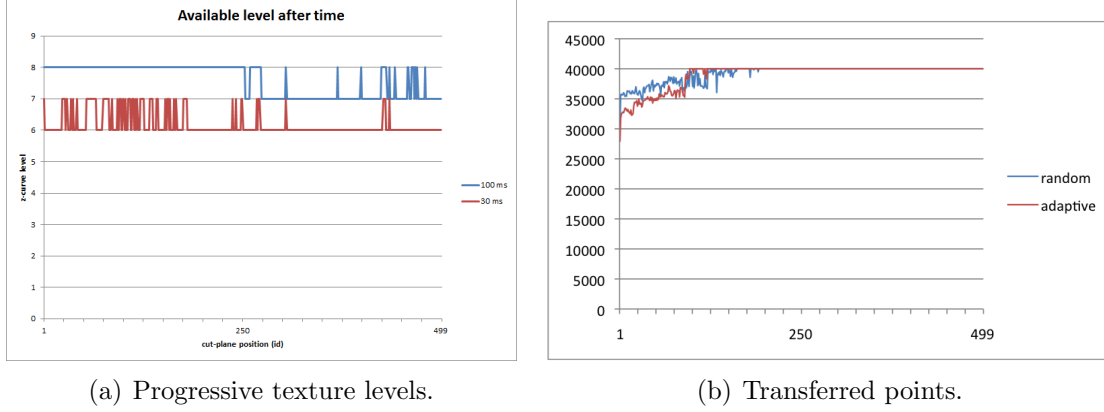 Available level after time
9
8
7
6
5
4
3
2
1
0
z-curve level
1 250 499
cut-plane position (id)
100 ms
30 ms
45000
40000
35000
30000
25000
20000
15000
10000
5000
0
1 250 499
random
adaptive
(a) Progressive texture levels.
(b) Transferred points.